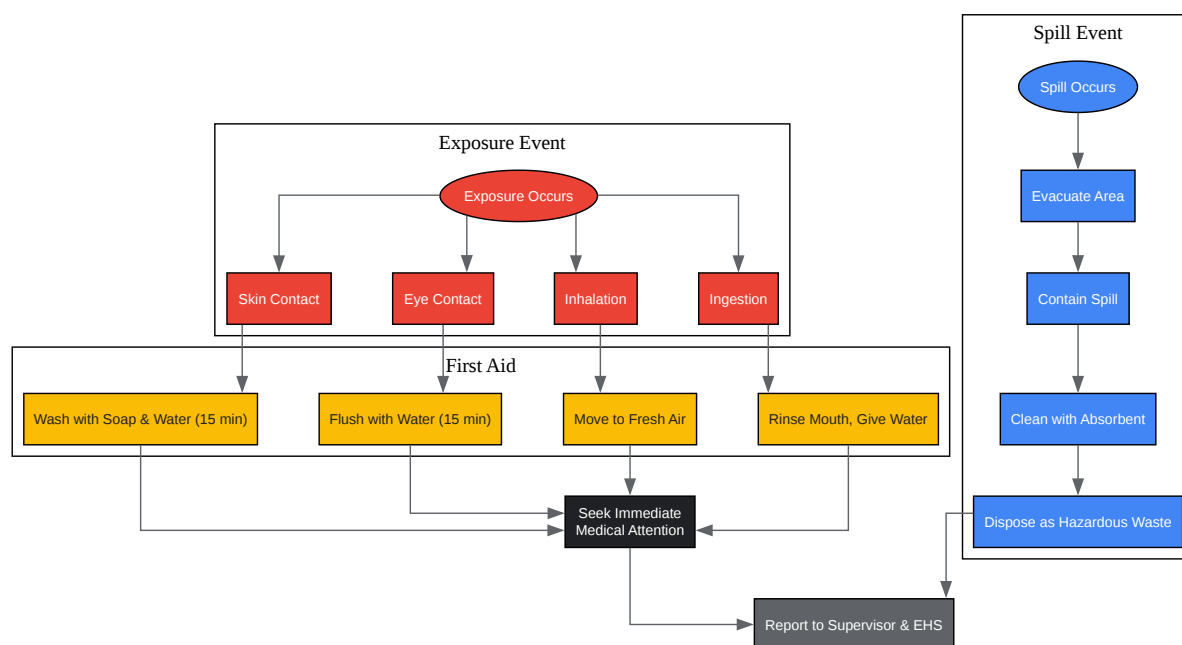 Spill Event
Spill Occurs
Exposure Event
Exposure Occurs
Evacuate Area
Skin Contact
Eye Contact
Inhalation
Ingestion
Contain Spill
First Aid
Wash with Soap & Water (15 min)
Flush with Water (15 min)
Move to Fresh Air
Rinse Mouth, Give Water
Clean with Absorbent
Seek Immediate
Medical Attention
Dispose as Hazardous Waste
Report to Supervisor & EHS